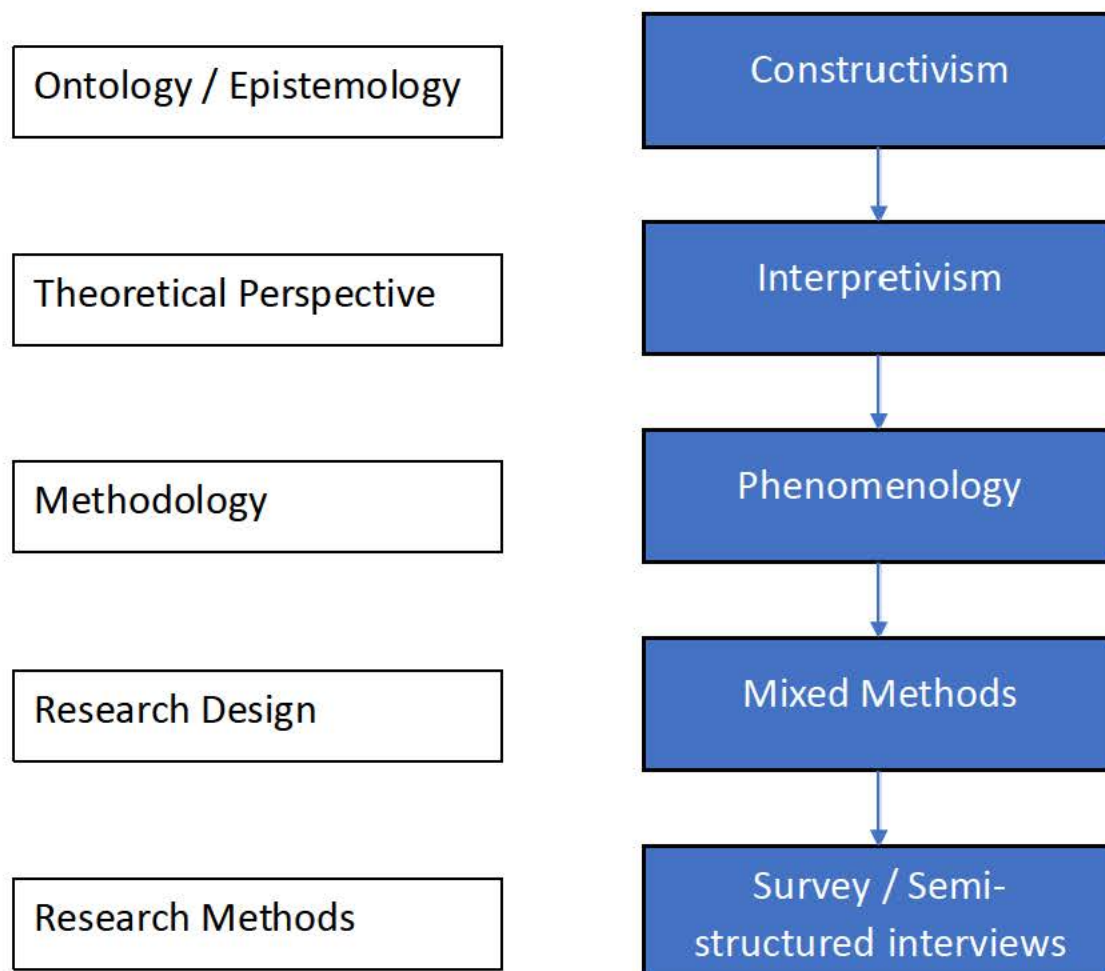 Ontology / Epistemology
Constructivism
Theoretical Perspective
Interpretivism
Methodology
Phenomenology
Research Design
Mixed Methods
Research Methods
Survey / Semi-
structured interviews